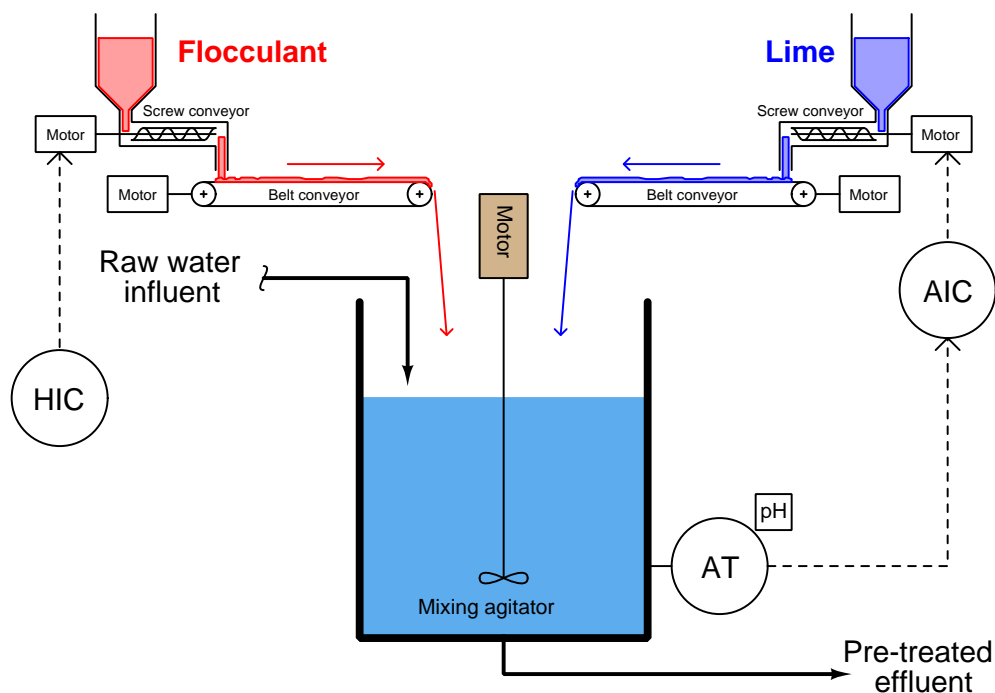 Flocculant
Lime
Screw conveyor
Screw conveyor
Motor
Motor
Motor
Belt conveyor
Motor
Belt conveyor
Motor
Raw water
influent
HIC
AIC
pH
AT
Mixing agitator
Pre-treated
effluent